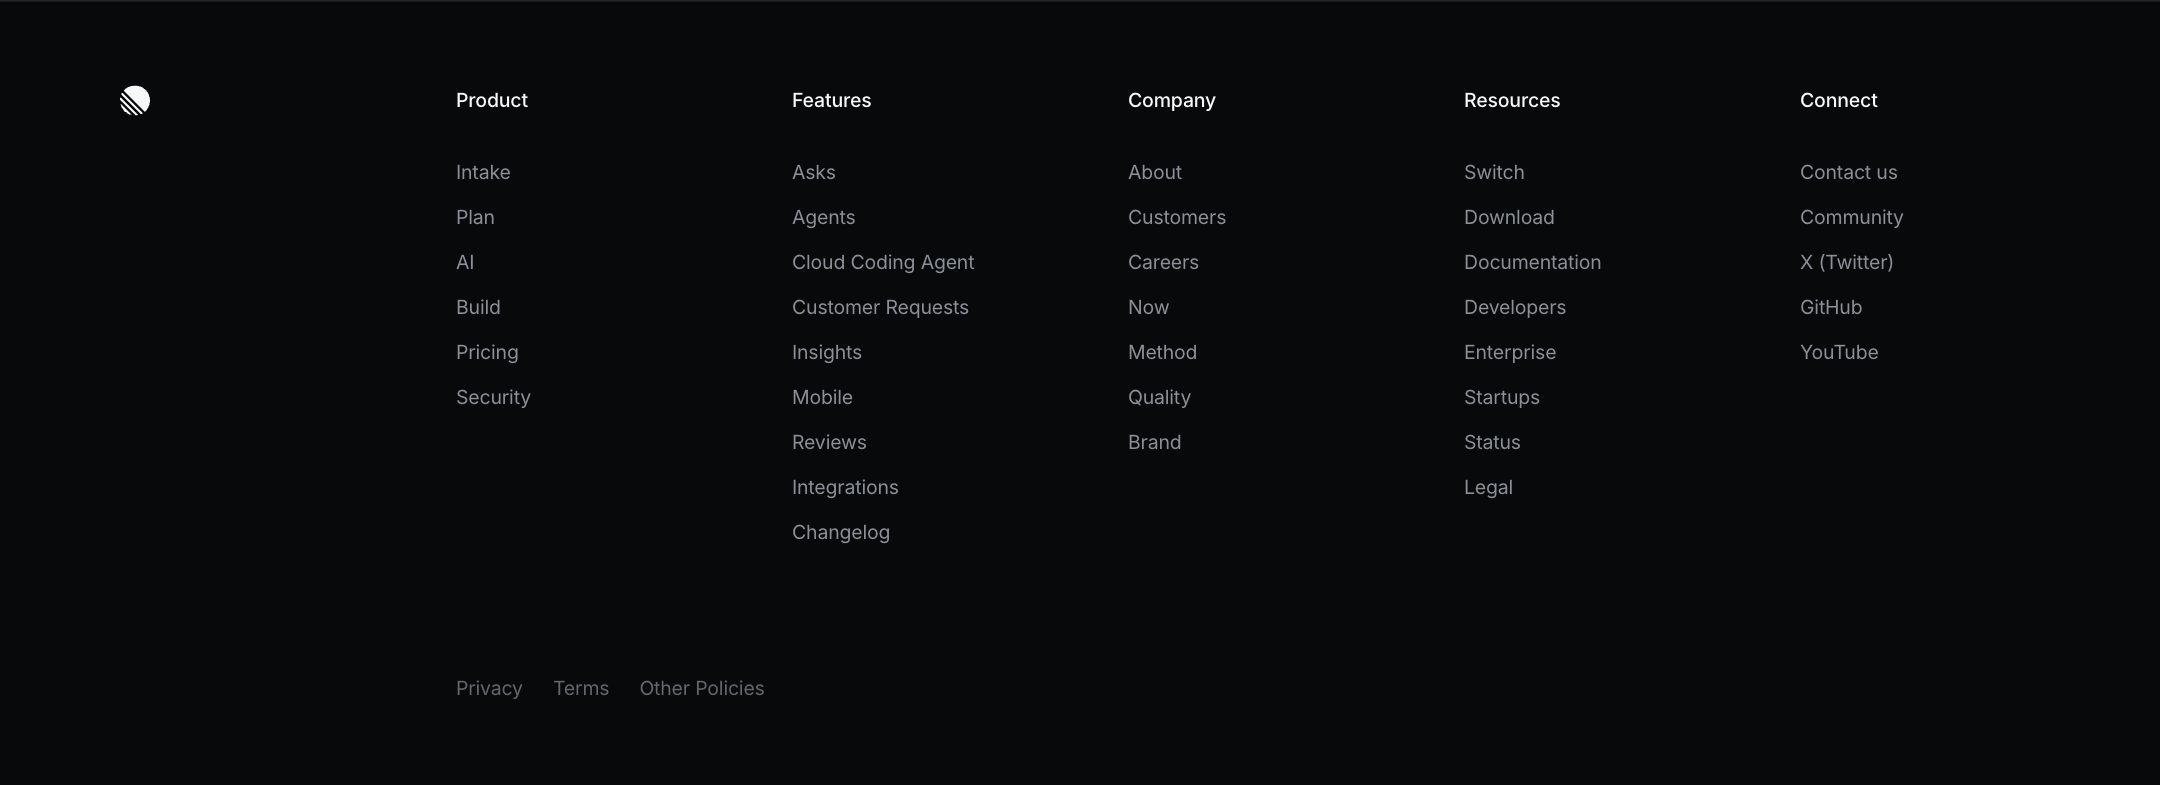 Product
Intake
Plan
AI
Build
Pricing
Security
Features
Asks
Agents
Cloud Coding Agent
Customer Requests
Insights
Mobile
Reviews
Integrations
Changelog
Company
About
Customers
Careers
Now
Method
Quality
Brand
Resources
Switch
Download
Documentation
Developers
Enterprise
Startups
Status
Legal
Connect
Contact us
Community
X (Twitter)
GitHub
YouTube
Privacy Terms Other Policies